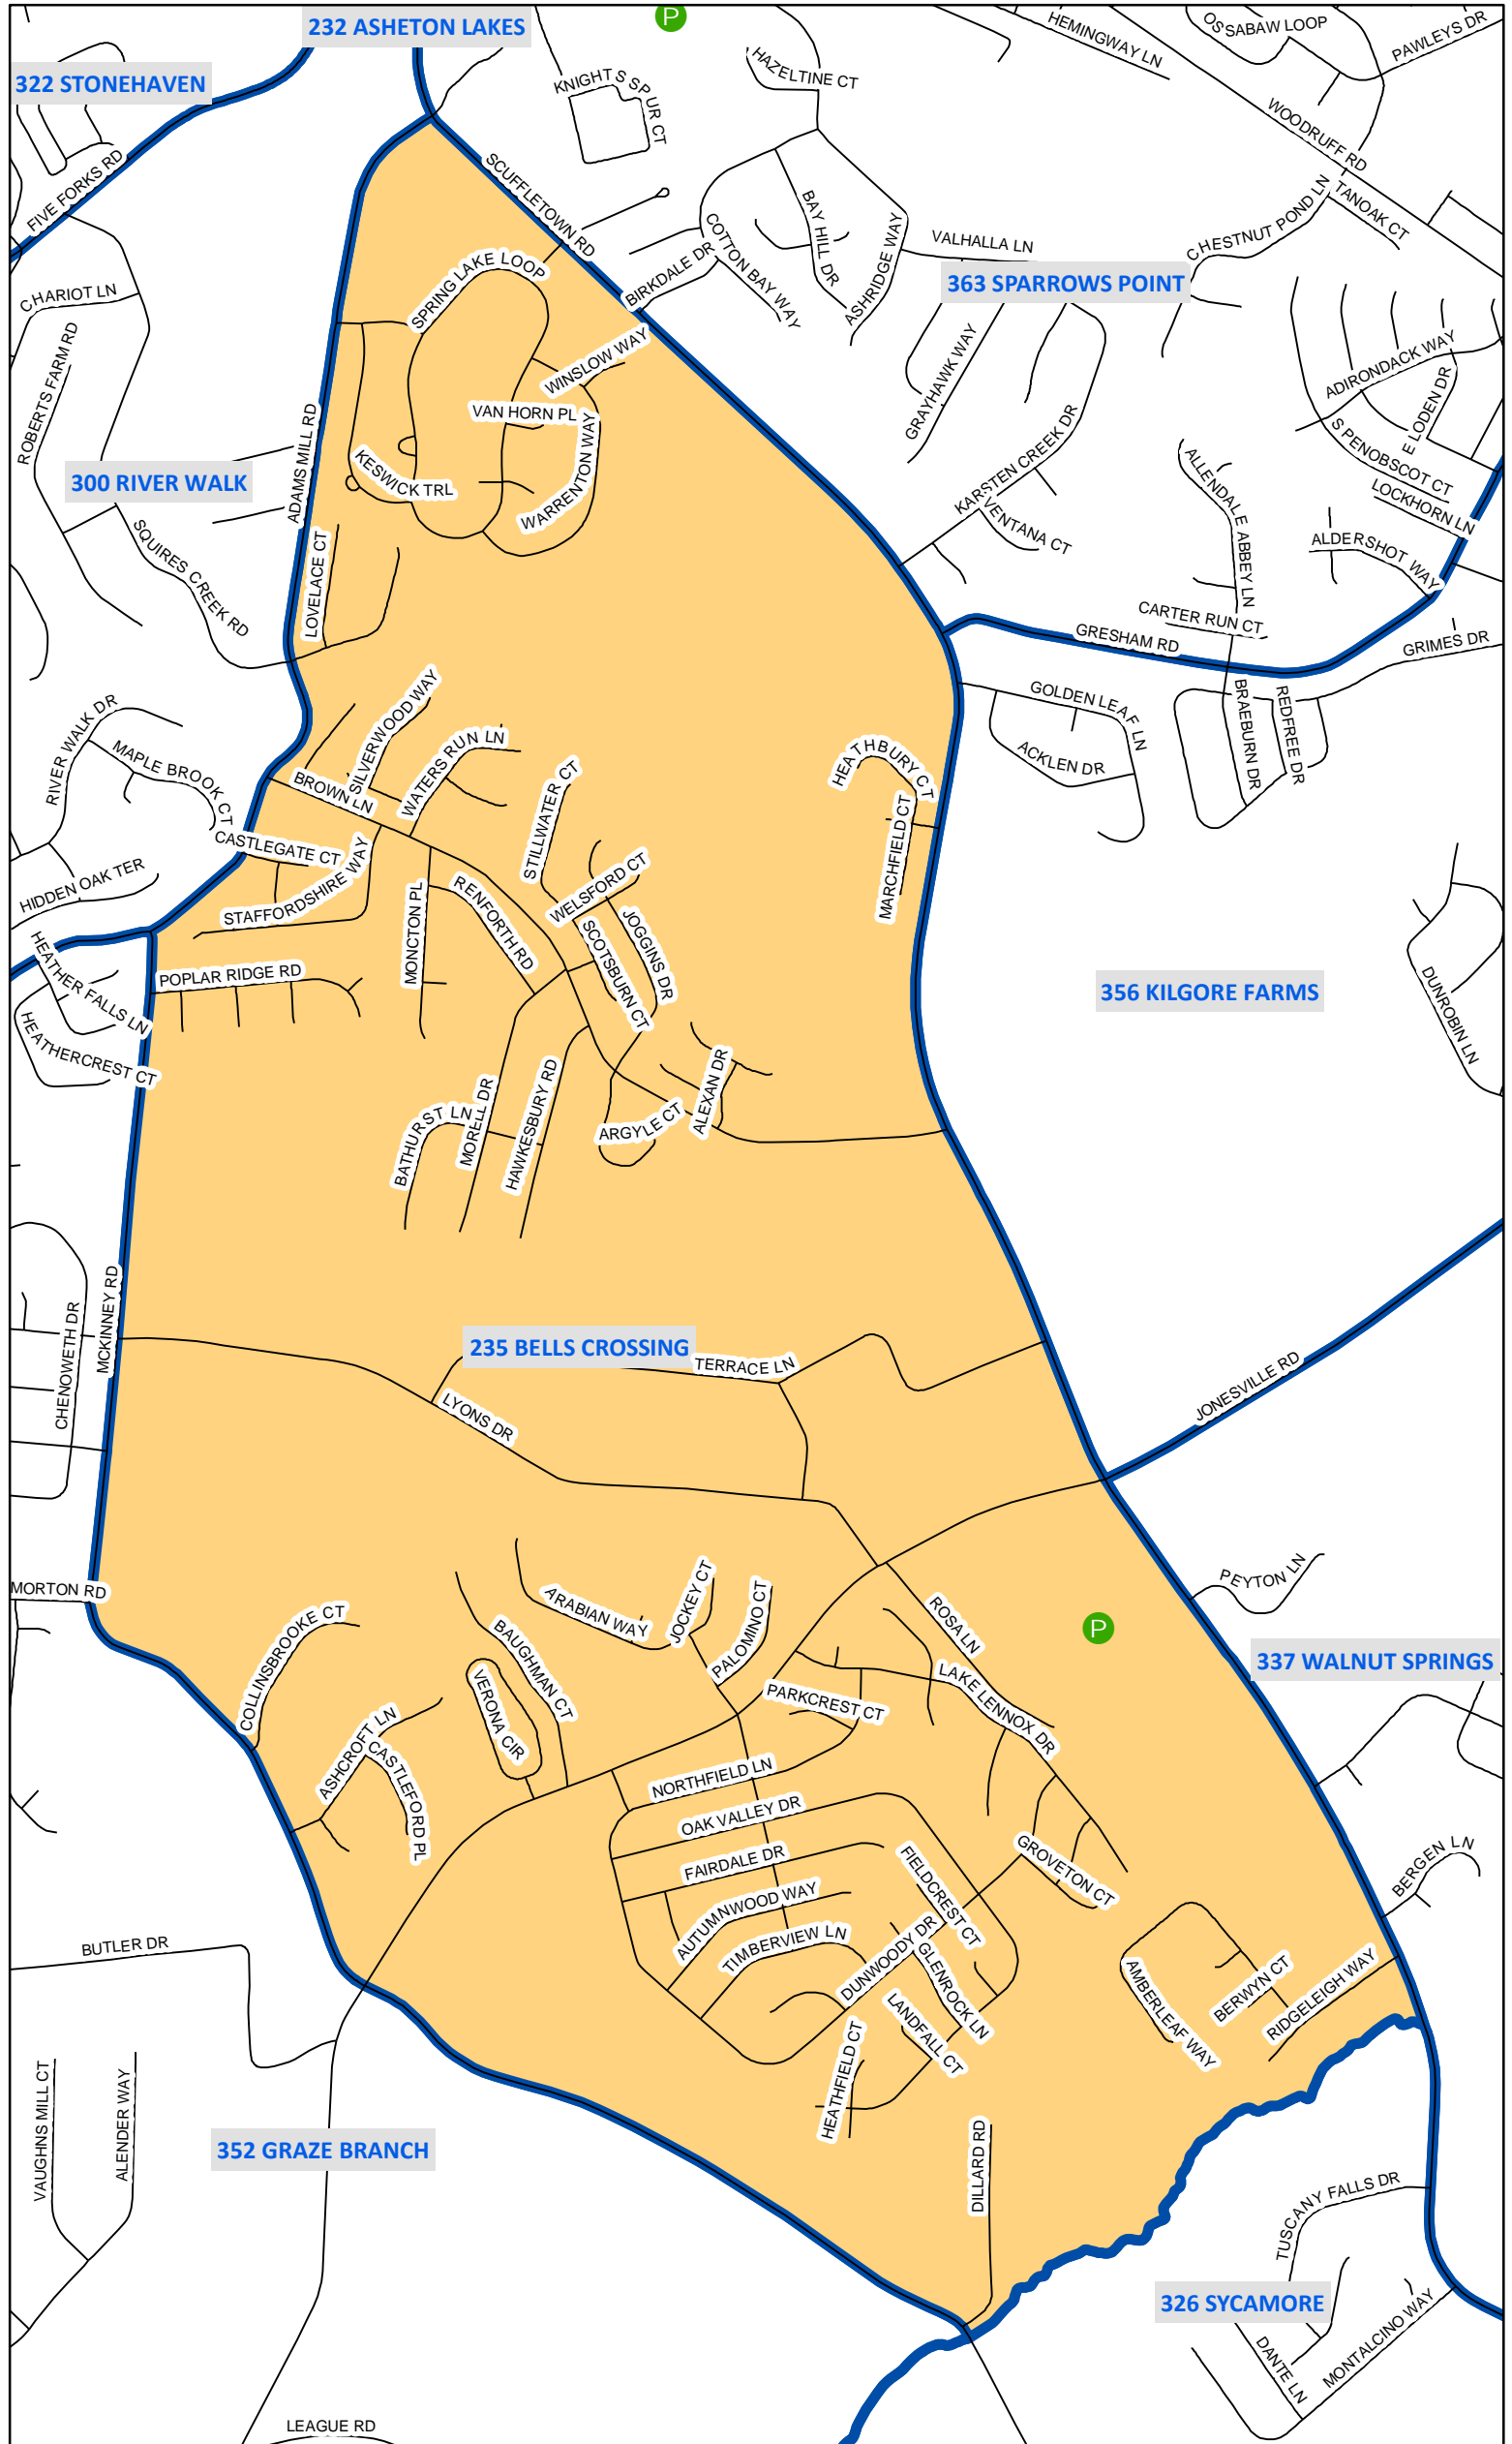 232 ASHETON LAKES
P
HEMINGWAY LN
OSSABAW LOOP
PAWLEYS DR
322 STONEHAVEN
KNIGHTS SPUR CT
HAZELTINE CT
WOODRUFF RD
FIVE FORKS RD
SCUFFLETOWN RD
TANOAK CT
CHESTNUT POND LN
BAY HILL DR
COTTON BAY WAY
ASHRIDGE WAY
VALHALLA LN
BIRKDALE DR
363 SPARROWS POINT
CHARIOT LN
SPRING LAKE LOOP
ROBERTS FARM RD
WINSLOW WAY
GRAYHAWK WAY
ADIRONDACK WAY
E LODEN DR
VAN HORN PL
WARRENTON WAY
KESWICK TRL
ADAMS MILL RD
300 RIVER WALK
KARSTEN CREEK DR
S PENOBSCOT CT
LOCKHORN LN
VENTANA CT
ALLENDALE ABBEY LN
ALDERSHOT WAY
SQUIRES CREEK RD
LOVELACE CT
CARTER RUN CT
GRESHAM RD
GRIMES DR
GOLDEN LEAF LN
BRAEBURN DR
REDFREE DR
ACKLEN DR
RIVER WALK DR
MAPLE BROOK CT
SILVERWOOD WAY
WATERS RUN LN
BROWN LN
HEATHBURY CT
MARCHFIELD CT
STILLWATER CT
CASTLEGATE CT
STAFFORDSHIRE WAY
HIDDEN OAK TER
WELSFORD CT
RENFORTH RD
MONCTON PL
JOGGINS DR
SCOTSBURN CT
HEATHER FALLS LN
POPLAR RIDGE RD
356 KILGORE FARMS
DUNROBIN LN
HEATHERCREST CT
ALEXAN DR
ARGYLE CT
BATHURST LN
MORELL DR
HAWKESBURY RD
MCKINNEY RD
CHENOWETH DR
235 BELLS CROSSING
TERRACE LN
LYONS DR
JONESVILLE RD
MORTON RD
PEYTON LN
COLLINSBROOKE CT
ARABIAN WAY
JOCKEY CT
PALOMINO CT
BAUGHMAN CT
VERONA CIR
ROSA LN
P
337 WALNUT SPRINGS
LAKE LENNOX DR
PARKCREST CT
ASHCROFT LN
CASTLEFORD PL
NORTHFIELD LN
OAK VALLEY DR
FAIRDALE DR
AUTUMNWOOD WAY
TIMBERVIEW LN
FIELDCREST CT
GROVETON CT
BERGEN LN
DUNWOODY DR
GLENROCK LN
BUTLER DR
AMBERLEAF WAY
BERWYN CT
RIDGELEIGH WAY
LANDFALL CT
HEATHFIELD CT
VAUGHNS MILL CT
ALENDER WAY
352 GRAZE BRANCH
DILLARD RD
TUSCANY FALLS DR
326 SYCAMORE
DANTE LN
MONTALCINO WAY
LEAGUE RD